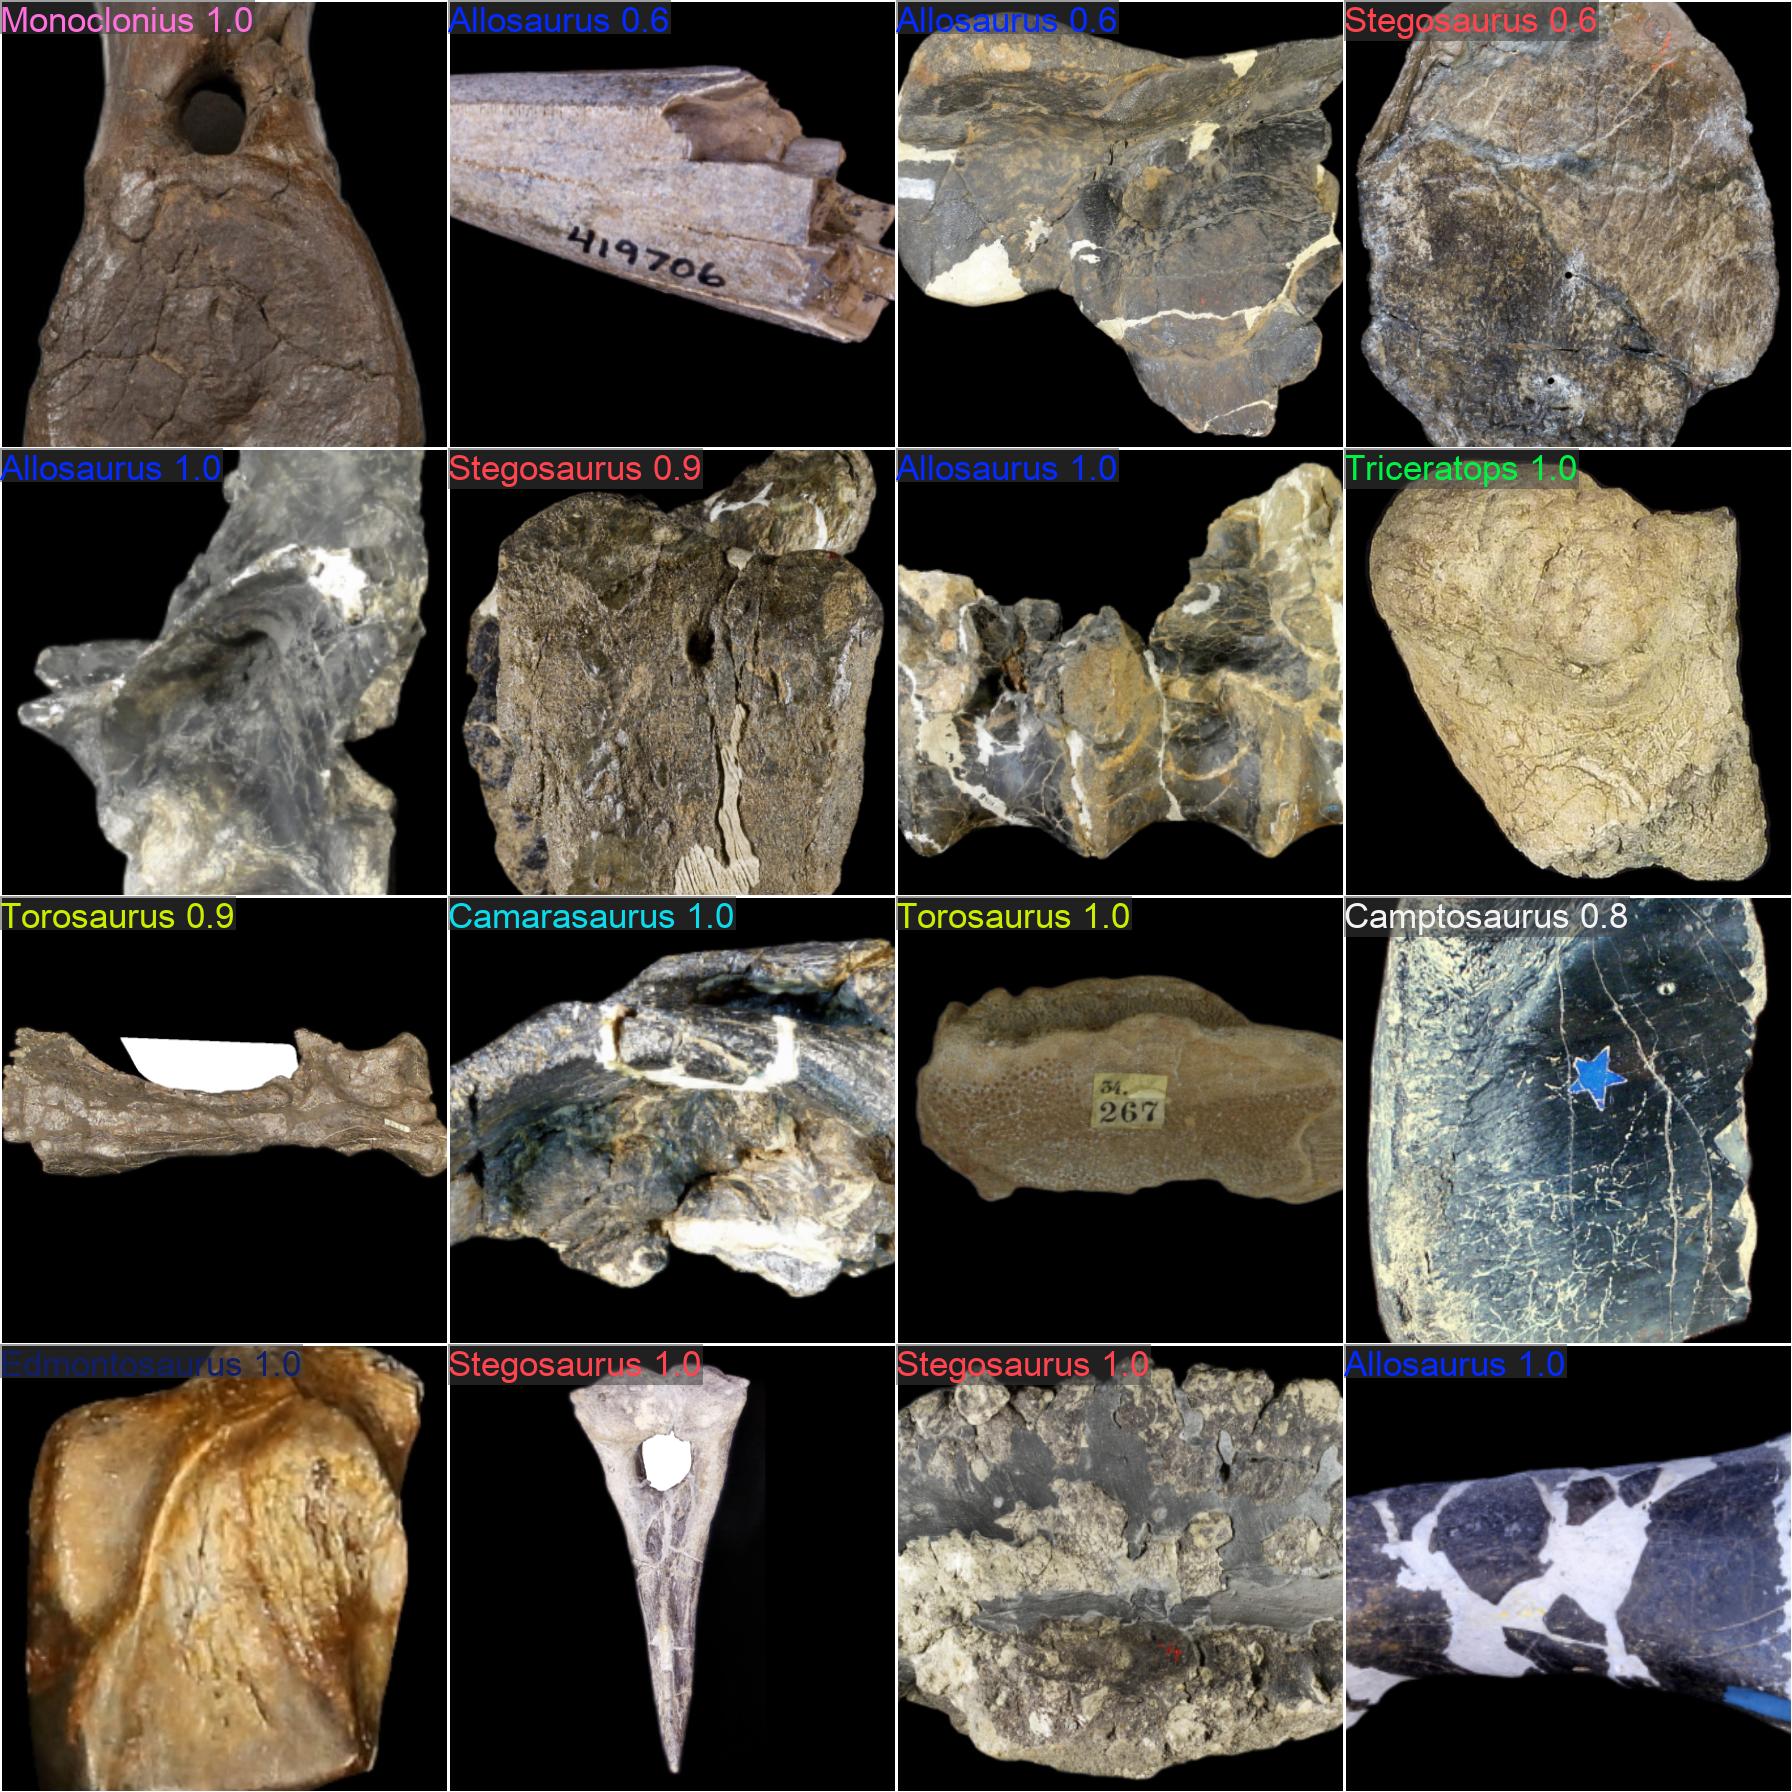 Monoclonius 1.0
Allosaurus 0.6
Allosaurus 0.6
Stegosaurus 0.6
419706
Allosaurus 1.0
Stegosaurus 0.9
Allosaurus 1.0
Triceratops 1.0
Torosaurus 0.9
Camarasaurus 1.0
Torosaurus 1.0
Camptosaurus 0.8
34.
267
Edmontosaurus 1.0
Stegosaurus 1.0
Stegosaurus 1.0
Allosaurus 1.0